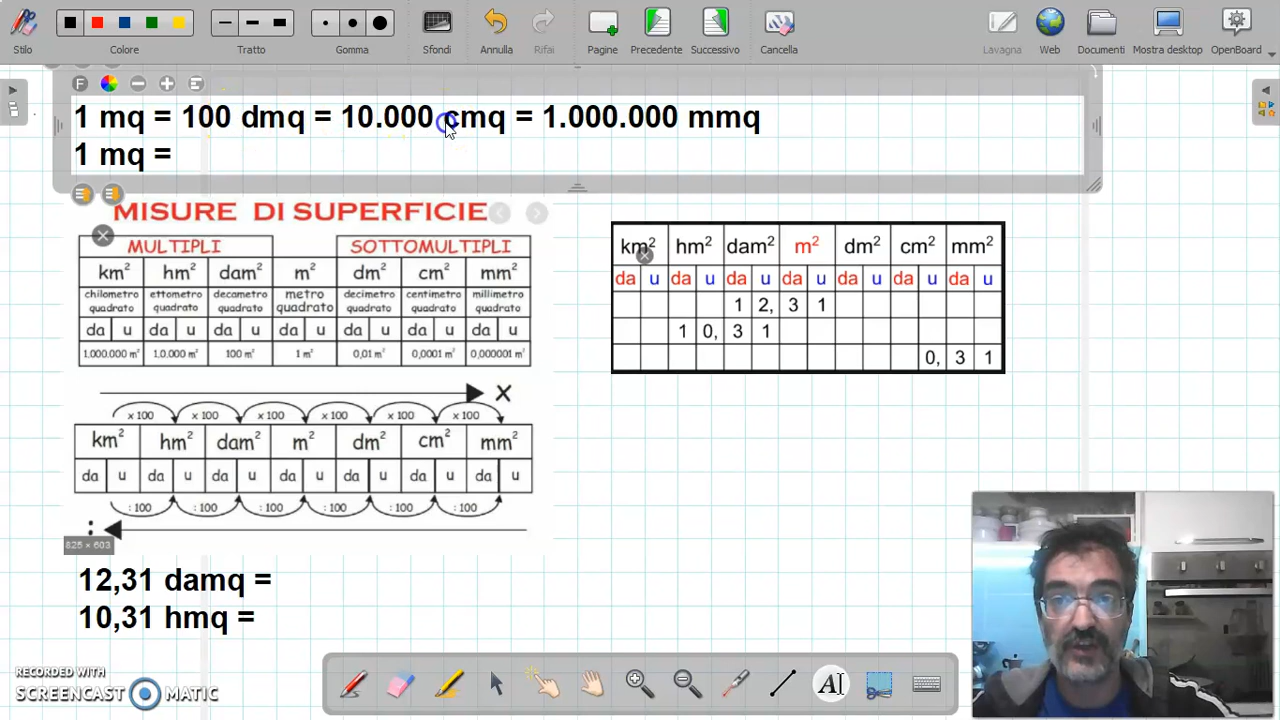 Stilo
Colore
Tratto
Gomma
Sfondi
Annulla
Rifai
Pagine
Precedente
Successivo
Cancella
Lavagna
Web
Documenti
Mostra desktop
OpenBoard
F
1 mq = 100 dmq = 10.000 cmq = 1.000.000 mmq
1 mq =
MISURE DI SUPERFICIE
MULTIPLI SOTTOMULTIPLI
km² hm² dam² m² dm² cm² mm²
chilometro quadrato ettometro quadrato decametro quadrato metro quadrato decimetro quadrato centimetro quadrato millimetro quadrato
da u da u da u da u da u da u da u
1.000.000 m² 1,0.000 m² 100 m² 1 m² 0,01 m² 0,0001 m² 0,000001 m²
X
x 100 x 100 x 100 x 100 x 100 x 100
km² hm² dam² m² dm² cm² mm²
da u da u da u da u da u da u da u
: 100 : 100 : 100 : 100 : 100 : 100
:
825 x 603
km² hm² dam² m² dm² cm² mm²
da u da u da u da u da u da u da u
1 2, 3 1
1 0, 3 1
0, 3 1
12,31 damq =
10,31 hmq =
RECORDED WITH
SCREENCAST MATIC
AI